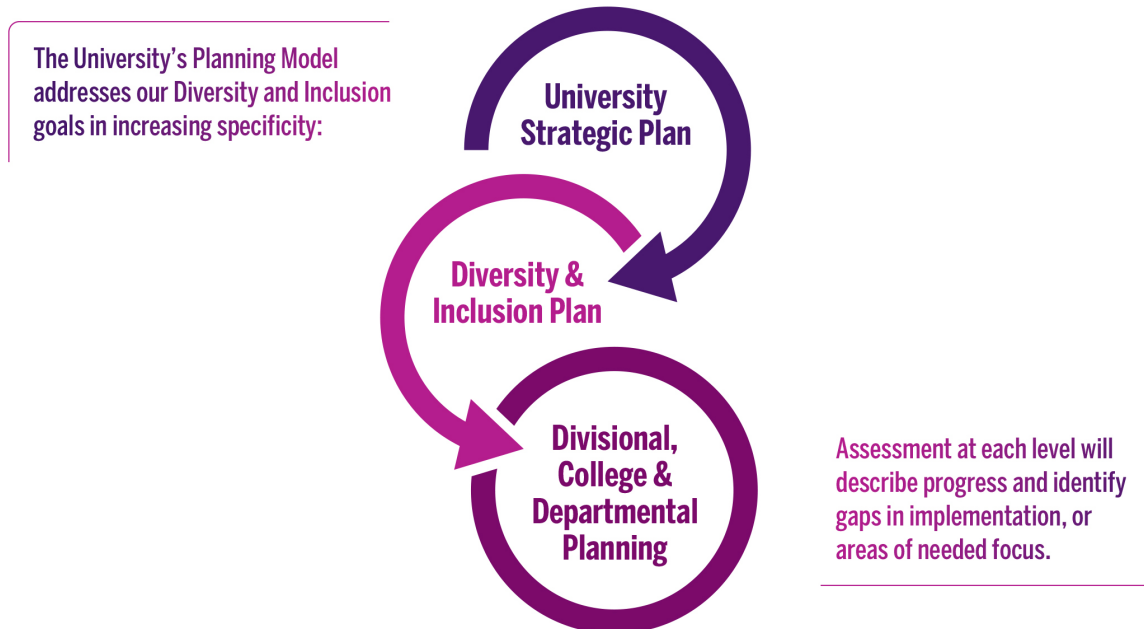 The University’s Planning Model
addresses our Diversity and Inclusion
goals in increasing specificity:
University
Strategic Plan
Diversity &
Inclusion Plan
Divisional,
College &
Departmental
Planning
Assessment at each level will
describe progress and identify
gaps in implementation, or
areas of needed focus.